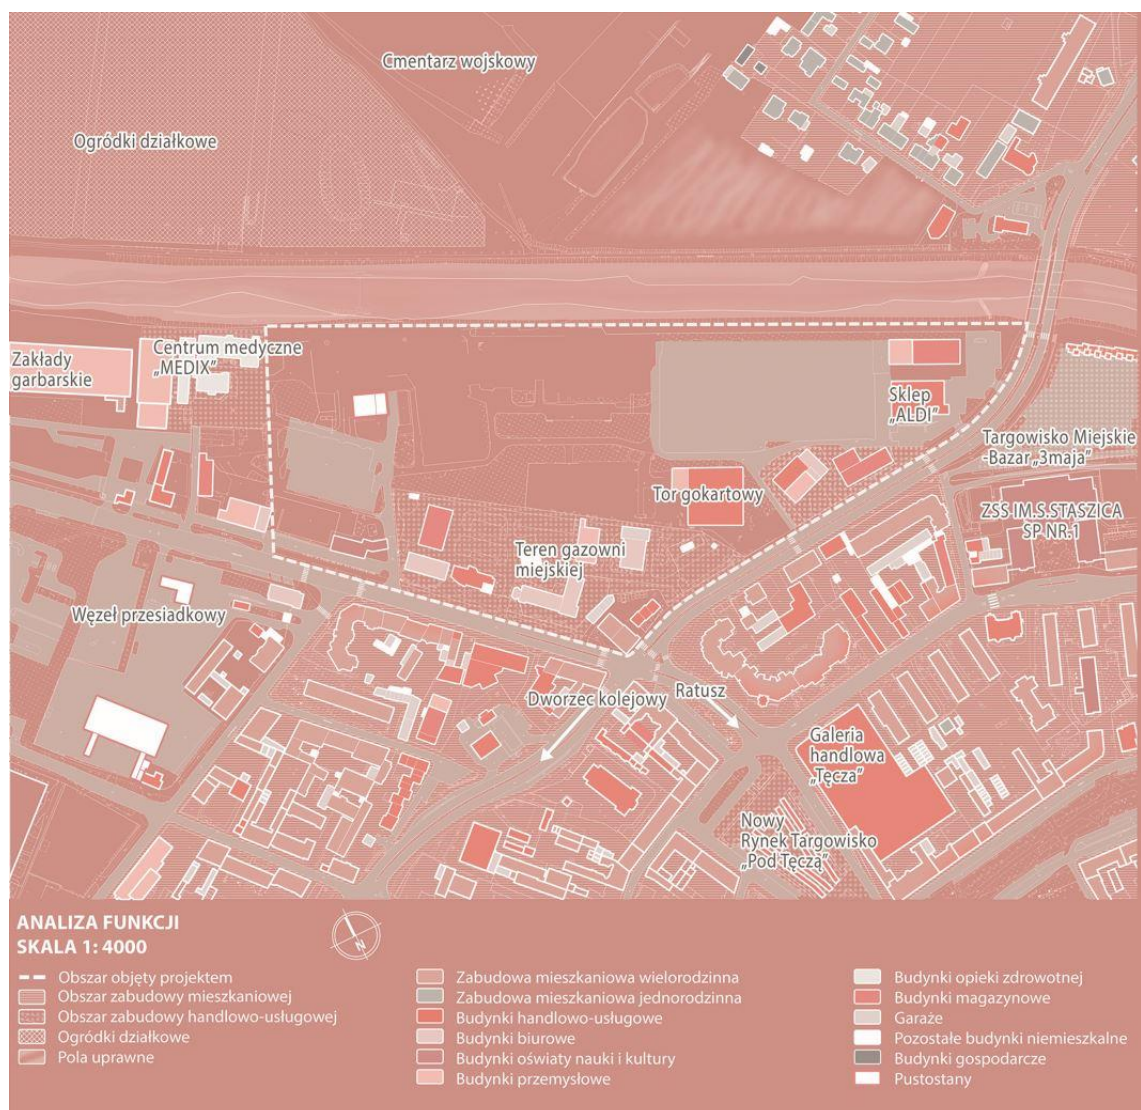 Cmentarz wojskowy
Ogródki działkowe
Centrum medyczne
„MEDIX”
Zakłady
garbarskie
Sklep
„ALDI”
Targowisko Miejskie
-Bazar „3maja”
Tor gokartowy
ZSS IM.S.STASZICA
SP NR.1
Teren gazowni
miejskiej
Węzeł przesiadkowy
Dworzec kolejowy
Ratusz
Galeria
handlowa
„Tęcza”
Nowy
Rynek Targowisko
„Pod Tęczą”
ANALIZA FUNKCJI
SKALA 1: 4000
N
Obszar objęty projektem
Obszar zabudowy mieszkaniowej
Obszar zabudowy handlowo-usługowej
Ogródki działkowe
Pola uprawne
Zabudowa mieszkaniowa wielorodzinna
Zabudowa mieszkaniowa jednorodzinna
Budynki handlowo-usługowe
Budynki biurowe
Budynki oświaty nauki i kultury
Budynki przemysłowe
Budynki opieki zdrowotnej
Budynki magazynowe
Garaże
Pozostałe budynki niemieszkalne
Budynki gospodarcze
Pustostany